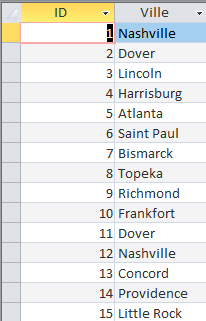 ID Ville
1 Nashville
2 Dover
3 Lincoln
4 Harrisburg
5 Atlanta
6 Saint Paul
7 Bismarck
8 Topeka
9 Richmond
10 Frankfort
11 Dover
12 Nashville
13 Concord
14 Providence
15 Little Rock